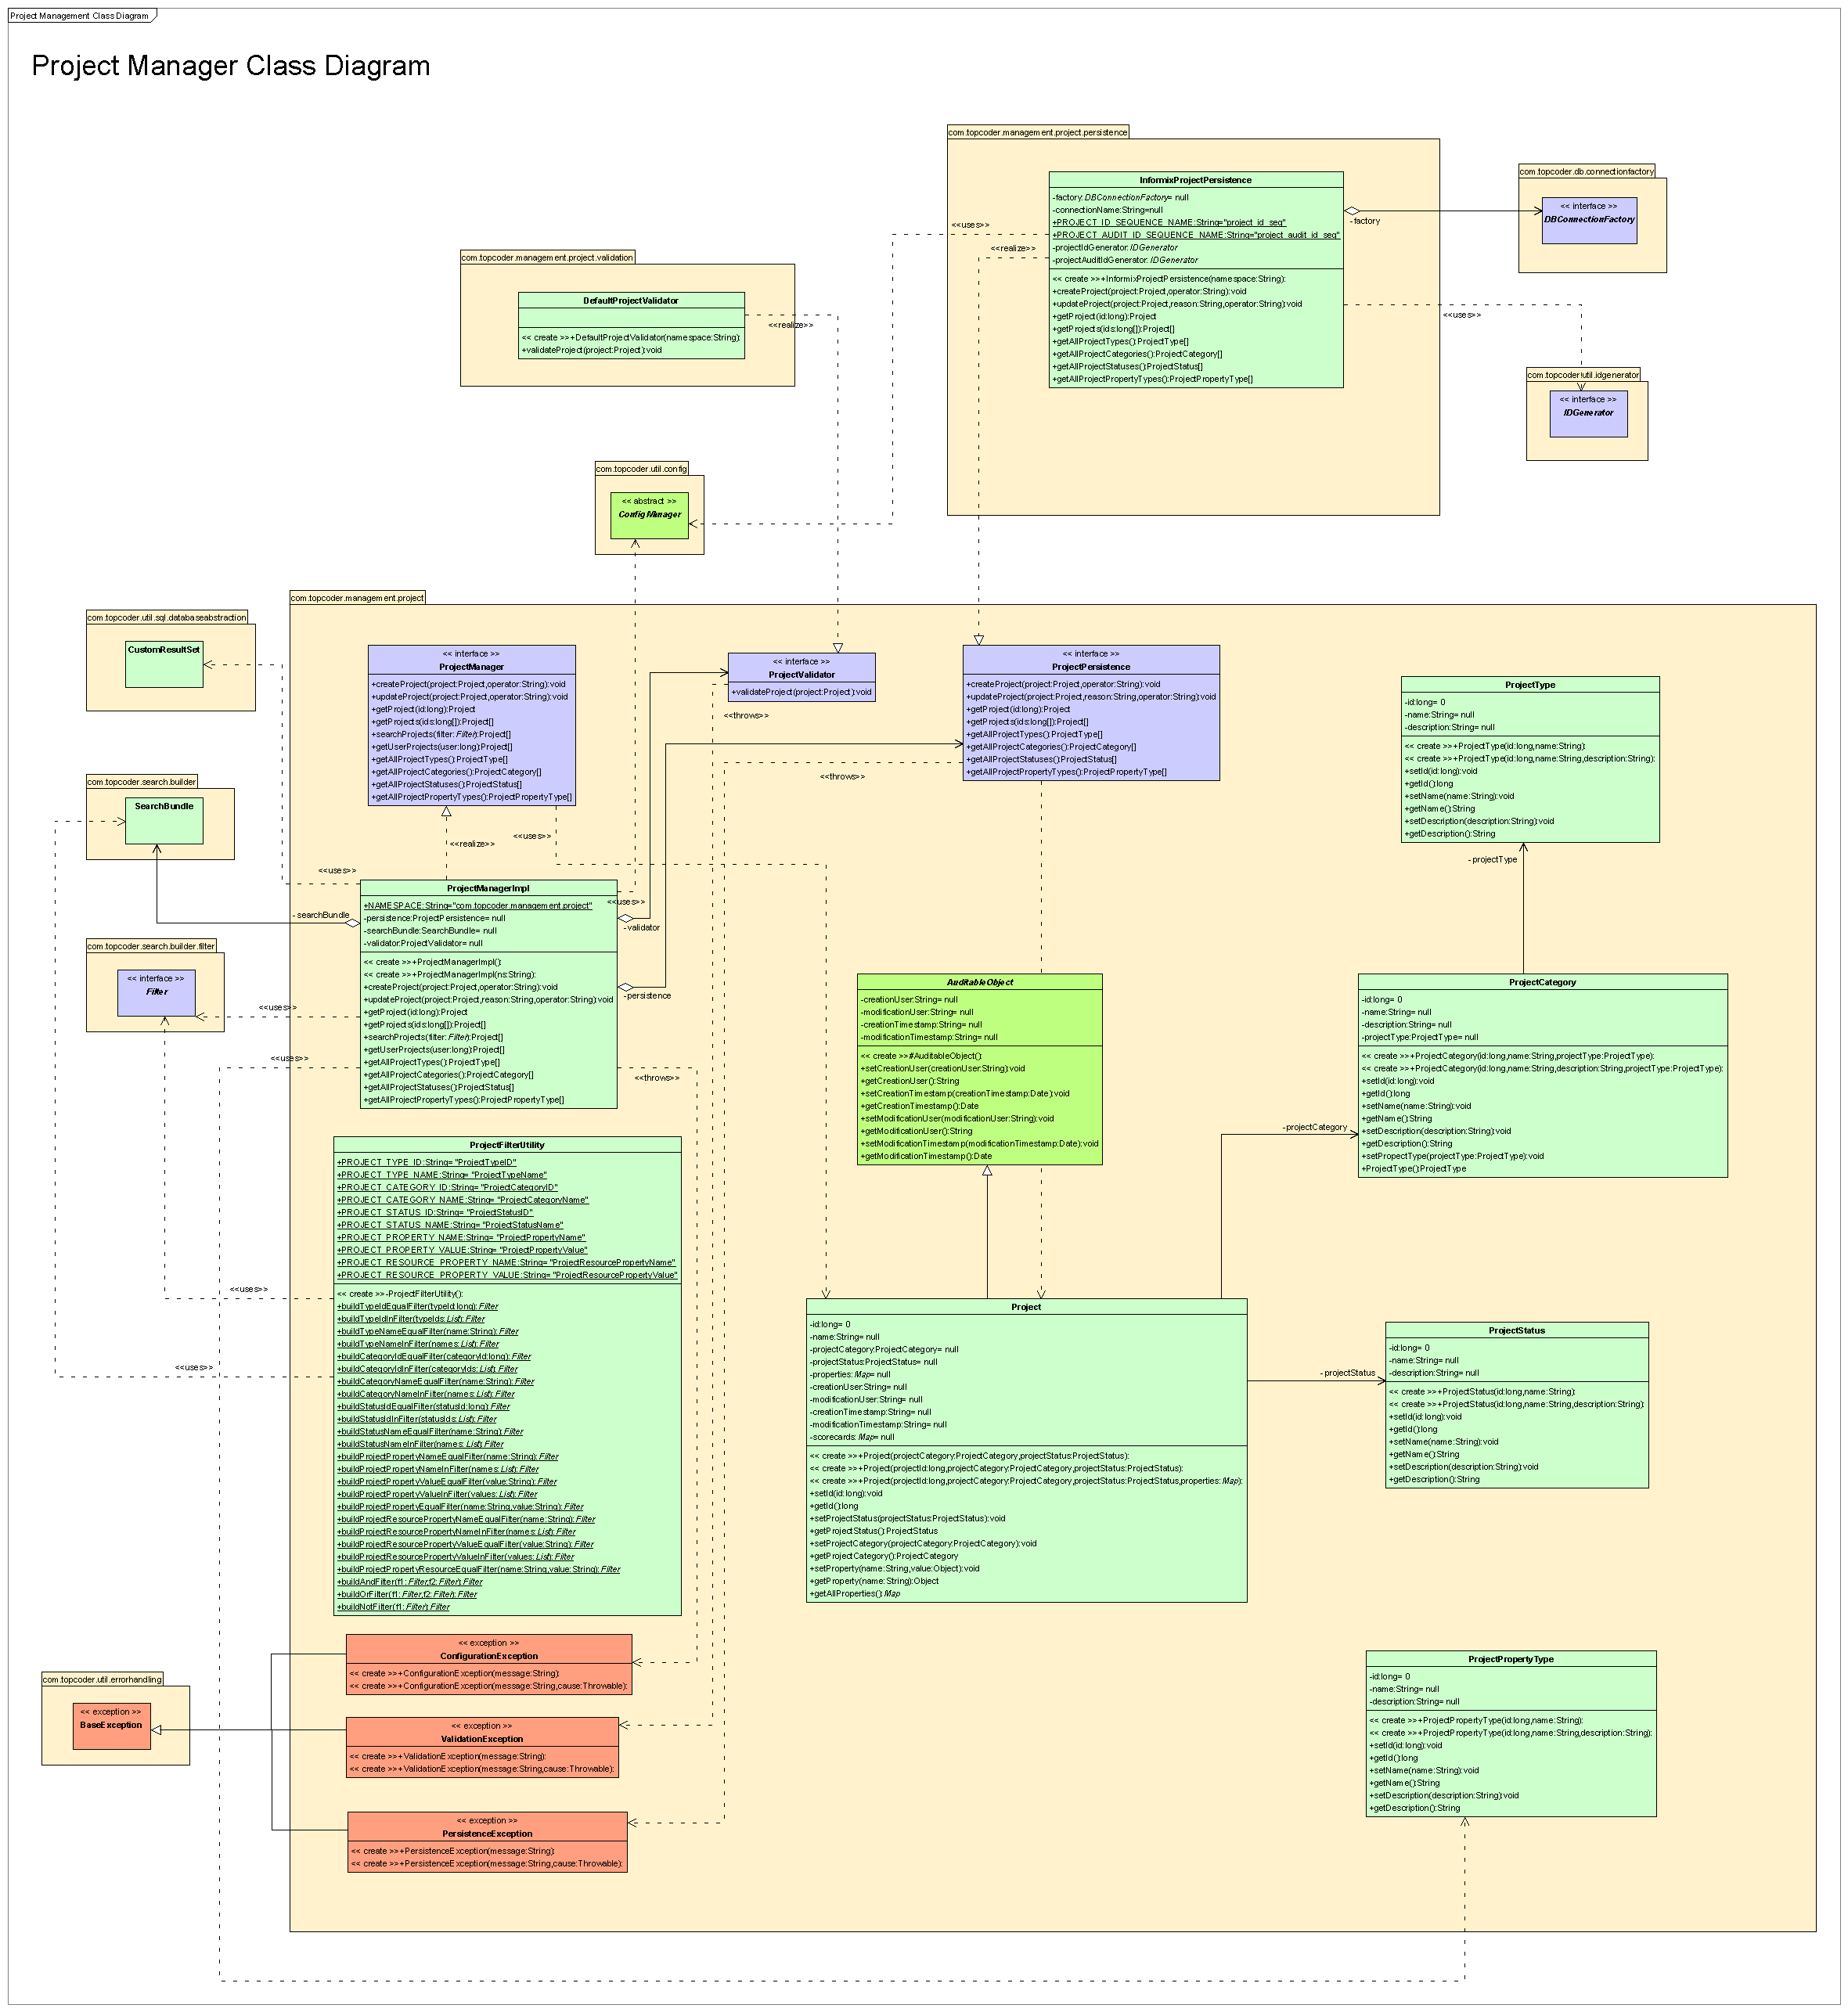 Project Management Class Diagram
Project Manager Class Diagram
com.topcoder.management.project.persistence
InformixProjectPersistence
-factory:DBConnectionFactory= null
-connectionName:String=null
+PROJECT_ID_SEQUENCE_NAME:String="project_id_seq"
+PROJECT_AUDIT_ID_SEQUENCE_NAME:String="project_audit_id_seq"
-projectIdGenerator: IDGenerator
-projectAuditIdGenerator: IDGenerator
<< create >>+InformixProjectPersistence(namespace:String):
+createProject(project:Project,operator:String):void
+updateProject(project:Project,reason:String,operator:String):void
+getProject(id:long):Project
+getProjects(ids:long[]):Project[]
+getAllProjectTypes():ProjectType[]
+getAllProjectCategories():ProjectCategory[]
+getAllProjectStatuses():ProjectStatus[]
+getAllProjectPropertyTypes():ProjectPropertyType[]
<<uses>>
<<realize>>
-factory
com.topcoder.db.connectionfactory
<< interface >>
DBConnectionFactory
<<uses>>
com.topcoder.util.idgenerator
<< interface >>
IDGenerator
com.topcoder.management.project.validation
DefaultProjectValidator
<< create >>+DefaultProjectValidator(namespace:String):
+validateProject(project:Project):void
<<realize>>
com.topcoder.util.config
<< abstract >>
ConfigManager
com.topcoder.management.project
com.topcoder.util.sql.databaseabstraction
CustomResultSet
com.topcoder.search.builder
SearchBundle
com.topcoder.search.builder.filter
<< interface >>
Filter
<< interface >>
ProjectManager
+createProject(project:Project,operator:String):void
+updateProject(project:Project,operator:String):void
+getProject(id:long):Project
+getProjects(ids:long[]):Project[]
+searchProjects(filter: Filter):Project[]
+getUserProjects(user:long):Project[]
+getAllProjectTypes():ProjectType[]
+getAllProjectCategories():ProjectCategory[]
+getAllProjectStatuses():ProjectStatus[]
+getAllProjectPropertyTypes():ProjectPropertyType[]
<< interface >>
ProjectValidator
+validateProject(project:Project):void
<<throws>>
<< interface >>
ProjectPersistence
+createProject(project:Project,operator:String):void
+updateProject(project:Project,reason:String,operator:String):void
+getProject(id:long):Project
+getProjects(ids:long[]):Project[]
+getAllProjectTypes():ProjectType[]
+getAllProjectCategories():ProjectCategory[]
+getAllProjectStatuses():ProjectStatus[]
+getAllProjectPropertyTypes():ProjectPropertyType[]
<<throws>>
ProjectType
-id:long= 0
-name:String= null
-description:String= null
<< create >>+ProjectType(id:long,name:String):
<< create >>+ProjectType(id:long,name:String,description:String):
+setId(id:long):void
+getId():long
+setName(name:String):void
+getName():String
+setDescription(description:String):void
+getDescription():String
-projectType
<<realize>>
<<uses>>
<<uses>>
-searchBundle
<<uses>>
-validator
-persistence
<<uses>>
<<uses>>
<<throws>>
ProjectManagerImpl
+NAMESPACE:String="com.topcoder.management.project"
-persistence:ProjectPersistence= null
-searchBundle:SearchBundle= null
-validator:ProjectValidator= null
<< create >>+ProjectManagerImpl():
<< create >>+ProjectManagerImpl(ns:String):
+createProject(project:Project,operator:String):void
+updateProject(project:Project,reason:String,operator:String):void
+getProject(id:long):Project
+getProjects(ids:long[]):Project[]
+searchProjects(filter: Filter):Project[]
+getUserProjects(user:long):Project[]
+getAllProjectTypes():ProjectType[]
+getAllProjectCategories():ProjectCategory[]
+getAllProjectStatuses():ProjectStatus[]
+getAllProjectPropertyTypes():ProjectPropertyType[]
AuditableObject
-creationUser:String= null
-modificationUser:String= null
-creationTimestamp:String= null
-modificationTimestamp:String= null
<< create >>#AuditableObject():
+setCreationUser(creationUser:String):void
+getCreationUser():String
+setCreationTimestamp(creationTimestamp:Date):void
+getCreationTimestamp():Date
+setModificationUser(modificationUser:String):void
+getModificationUser():String
+setModificationTimestamp(modificationTimestamp:Date):void
+getModificationTimestamp():Date
ProjectCategory
-id:long= 0
-name:String= null
-description:String= null
-projectType:ProjectType= null
<< create >>+ProjectCategory(id:long,name:String,projectType:ProjectType):
<< create >>+ProjectCategory(id:long,name:String,description:String,projectType:ProjectType):
+setId(id:long):void
+getId():long
+setName(name:String):void
+getName():String
+setDescription(description:String):void
+getDescription():String
+setPropectType(projectType:ProjectType):void
+ProjectType():ProjectType
-projectCategory
ProjectFilterUtility
+PROJECT_TYPE_ID:String= "ProjectTypeID"
+PROJECT_TYPE_NAME:String= "ProjectTypeName"
+PROJECT_CATEGORY_ID:String= "ProjectCategoryID"
+PROJECT_CATEGORY_NAME:String= "ProjectCategoryName"
+PROJECT_STATUS_ID:String= "ProjectStatusID"
+PROJECT_STATUS_NAME:String= "ProjectStatusName"
+PROJECT_PROPERTY_NAME:String= "ProjectPropertyName"
+PROJECT_PROPERTY_VALUE:String= "ProjectPropertyValue"
+PROJECT_RESOURCE_PROPERTY_NAME:String= "ProjectResourcePropertyName"
+PROJECT_RESOURCE_PROPERTY_VALUE:String= "ProjectResourcePropertyValue"
<< create >>-ProjectFilterUtility():
+buildTypeIdEqualFilter(typeId:long): Filter
+buildTypeIdInFilter(typeIds: List): Filter
+buildTypeNameEqualFilter(name:String): Filter
+buildTypeNameInFilter(names: List): Filter
+buildCategoryIdEqualFilter(categoryId:long): Filter
+buildCategoryIdInFilter(categoryIds: List): Filter
+buildCategoryNameEqualFilter(name:String): Filter
+buildCategoryNameInFilter(names: List): Filter
+buildStatusIdEqualFilter(statusId:long): Filter
+buildStatusIdInFilter(statusIds: List): Filter
+buildStatusNameEqualFilter(name:String): Filter
+buildStatusNameInFilter(names: List): Filter
+buildProjectPropertyNameEqualFilter(name:String): Filter
+buildProjectPropertyNameInFilter(names: List): Filter
+buildProjectPropertyValueEqualFilter(value:String): Filter
+buildProjectPropertyValueInFilter(values: List): Filter
+buildProjectPropertyEqualFilter(name:String,value:String): Filter
+buildProjectResourcePropertyNameEqualFilter(name:String): Filter
+buildProjectResourcePropertyNameInFilter(names: List): Filter
+buildProjectResourcePropertyValueEqualFilter(value:String): Filter
+buildProjectResourcePropertyValueInFilter(values: List): Filter
+buildProjectPropertyResourceEqualFilter(name:String,value:String): Filter
+buildAndFilter(f1: Filter,f2: Filter): Filter
+buildOrFilter(f1: Filter,f2: Filter): Filter
+buildNotFilter(f1: Filter): Filter
<<uses>>
<<uses>>
Project
-id:long= 0
-name:String= null
-projectCategory:ProjectCategory= null
-projectStatus:ProjectStatus= null
-properties: Map= null
-creationUser:String= null
-modificationUser:String= null
-creationTimestamp:String= null
-modificationTimestamp:String= null
-scorecards: Map= null
<< create >>+Project(projectCategory:ProjectCategory,projectStatus:ProjectStatus):
<< create >>+Project(projectId:long,projectCategory:ProjectCategory,projectStatus:ProjectStatus):
<< create >>+Project(projectId:long,projectCategory:ProjectCategory,projectStatus:ProjectStatus,properties: Map):
+setId(id:long):void
+getId():long
+setProjectStatus(projectStatus:ProjectStatus):void
+getProjectStatus():ProjectStatus
+setProjectCategory(projectCategory:ProjectCategory):void
+getProjectCategory():ProjectCategory
+setProperty(name:String,value:Object):void
+getProperty(name:String):Object
+getAllProperties(): Map
-projectStatus
ProjectStatus
-id:long= 0
-name:String= null
-description:String= null
<< create >>+ProjectStatus(id:long,name:String):
<< create >>+ProjectStatus(id:long,name:String,description:String):
+setId(id:long):void
+getId():long
+setName(name:String):void
+getName():String
+setDescription(description:String):void
+getDescription():String
<< exception >>
ConfigurationException
<< create >>+ConfigurationException(message:String):
<< create >>+ConfigurationException(message:String,cause:Throwable):
com.topcoder.util.errorhandling
<< exception >>
BaseException
<< exception >>
ValidationException
<< create >>+ValidationException(message:String):
<< create >>+ValidationException(message:String,cause:Throwable):
<< exception >>
PersistenceException
<< create >>+PersistenceException(message:String):
<< create >>+PersistenceException(message:String,cause:Throwable):
ProjectPropertyType
-id:long= 0
-name:String= null
-description:String= null
<< create >>+ProjectPropertyType(id:long,name:String):
<< create >>+ProjectPropertyType(id:long,name:String,description:String):
+setId(id:long):void
+getId():long
+setName(name:String):void
+getName():String
+setDescription(description:String):void
+getDescription():String